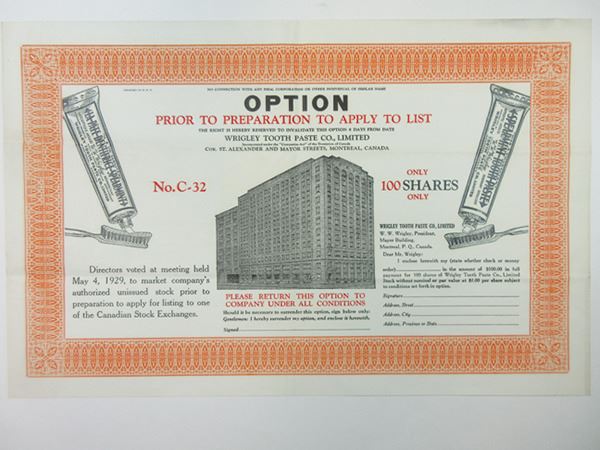 NO CONNECTION WITH ANY FIRM, CORPORATION OR OTHER INDIVIDUAL OF SIMILAR NAME
OPTION
PRIOR TO PREPARATION TO APPLY TO LIST
THE RIGHT IS HEREBY RESERVED TO INVALIDATE THIS OPTION 6 DAYS FROM DATE
WRIGLEY TOOTH PASTE CO., LIMITED
Incorporated under the "Companies Act" of the Dominion of Canada
COR. ST. ALEXANDER AND MAYOR STREETS, MONTREAL, CANADA
No. C-32
ONLY
100 SHARES
ONLY
Directors voted at meeting held
May 4, 1929, to market company's
authorized unissued stock prior to
preparation to apply for listing to one
of the Canadian Stock Exchanges.
PLEASE RETURN THIS OPTION TO
COMPANY UNDER ALL CONDITIONS
Should it be necessary to surrender this option, sign below only:
Gentlemen: I hereby surrender my option, and enclose it herewith.
Signed
WRIGLEY TOOTH PASTE CO., LIMITED
W. W. Wrigley, President,
Mayor Building,
Montreal, P. Q., Canada.
Dear Mr. Wrigley:
I enclose herewith my (state whether check or money
order) in the amount of $100.00 in full
payment for 100 shares of Wrigley Tooth Paste Co., Limited
Stock without nominal or par value at $1.00 per share subject
to conditions set forth in option.
Signature
Address, Street
Address, City
Address, Province or State